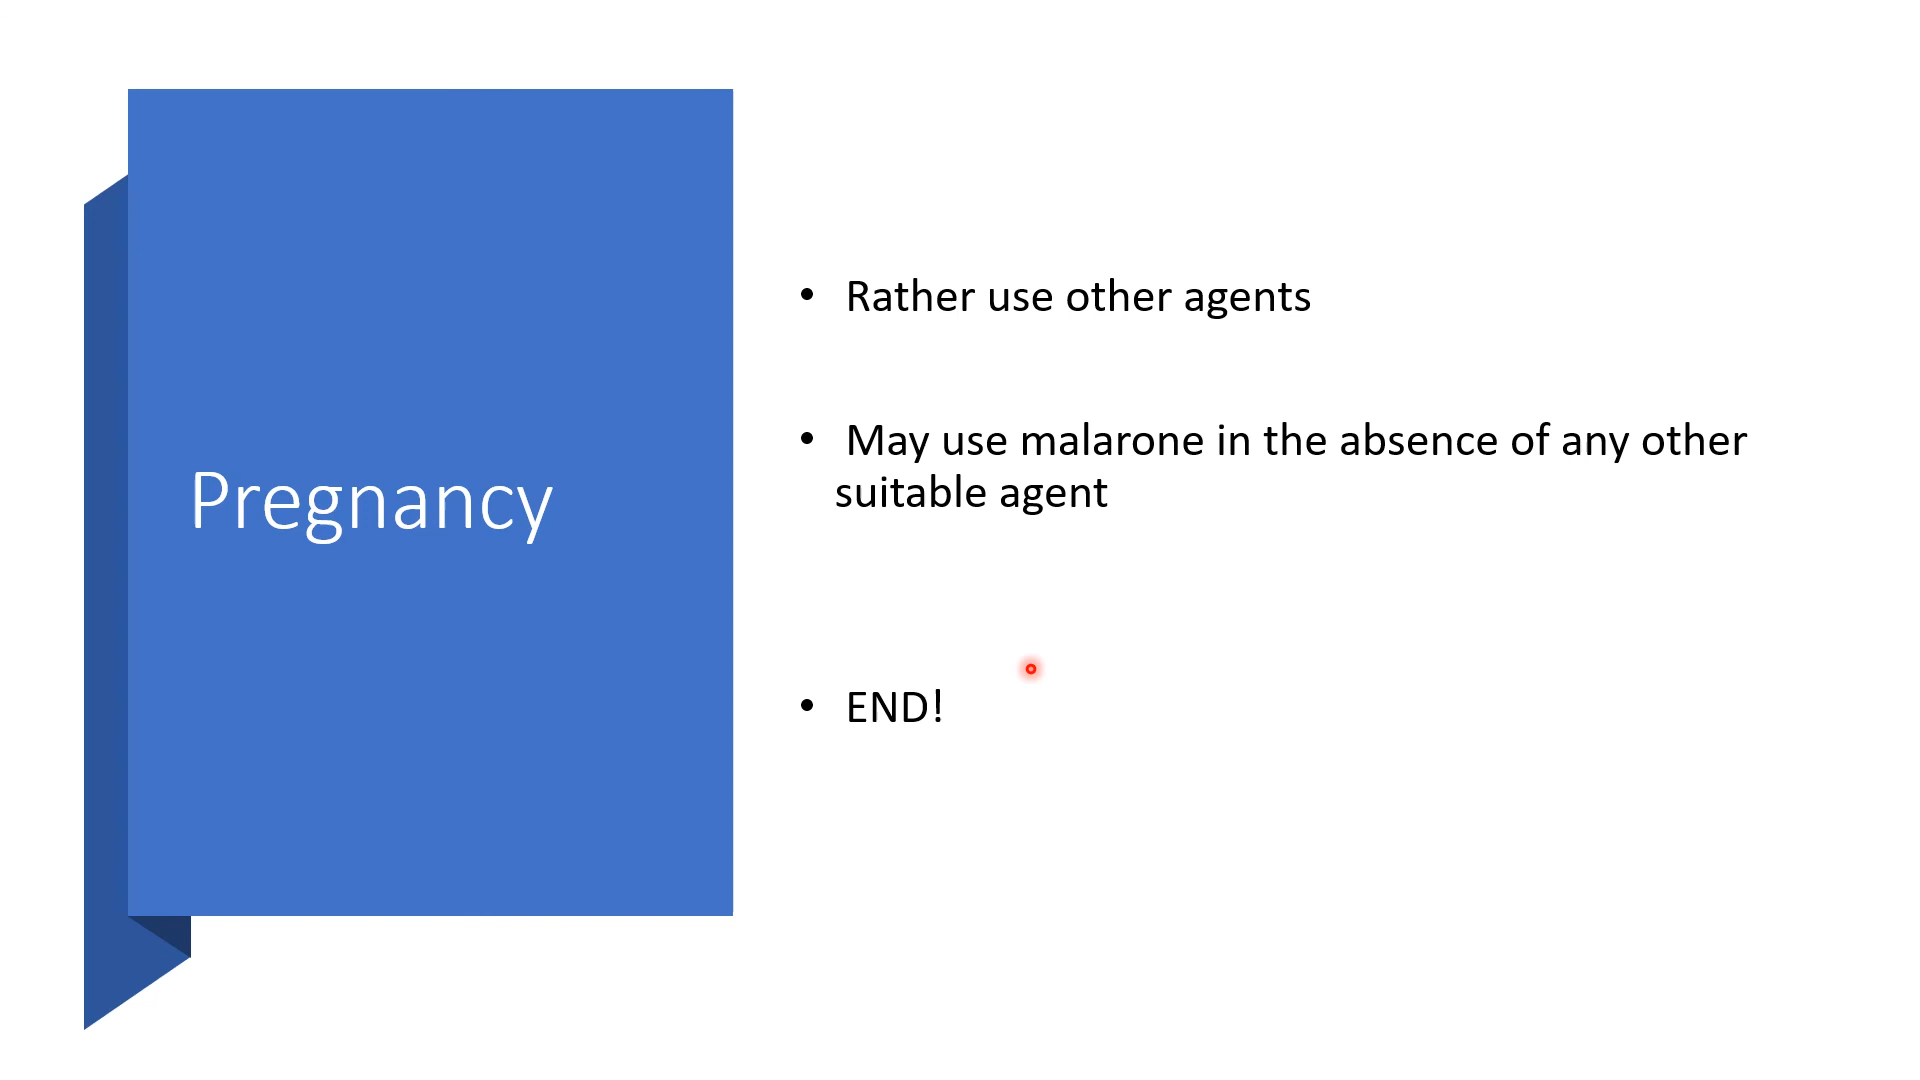 Pregnancy
• Rather use other agents
• May use malarone in the absence of any other
suitable agent
• END!